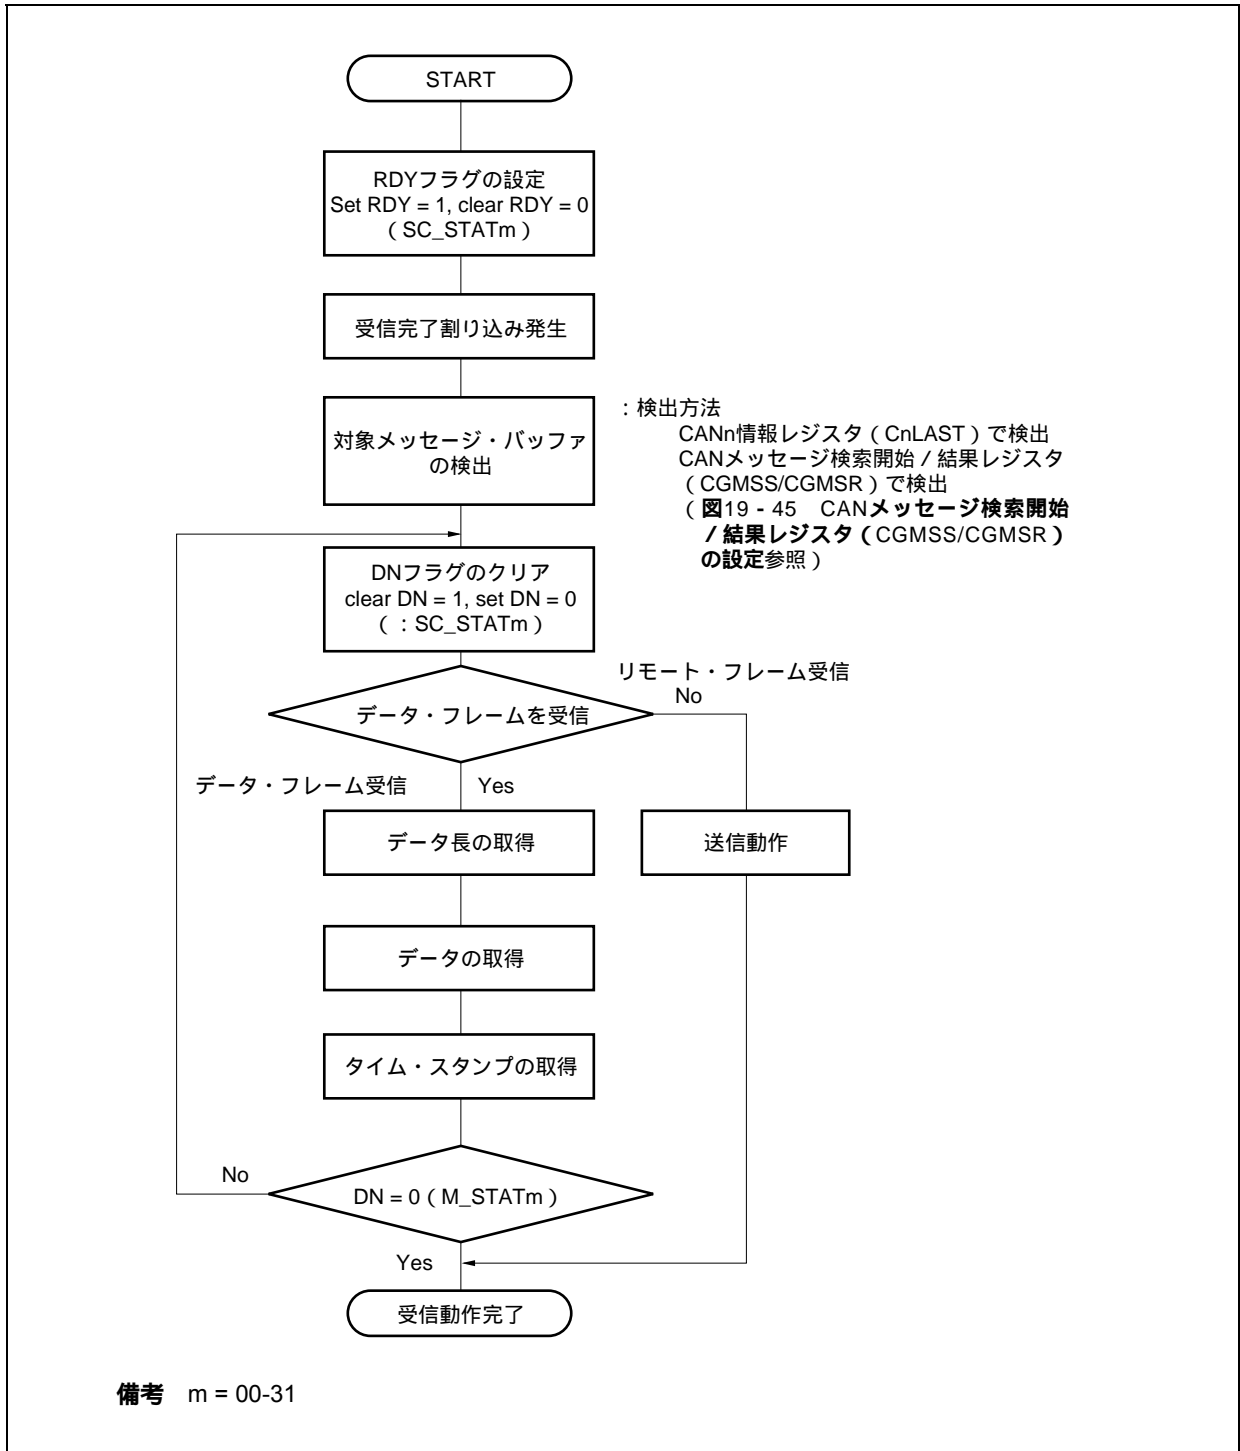 START
RDYフラグの設定
Set RDY = 1, clear RDY = 0
（SC_STATm）
受信完了割り込み発生
対象メッセージ・バッファ
の検出
：検出方法
CANn情報レジスタ（CnLAST）で検出
CANメッセージ検索開始／結果レジスタ
（CGMSS/CGMSR）で検出
（図19－45　CANメッセージ検索開始
／結果レジスタ（CGMSS/CGMSR）
の設定参照）
DNフラグのクリア
clear DN = 1, set DN = 0
（：SC_STATm）
リモート・フレーム受信
No
データ・フレームを受信
データ・フレーム受信
Yes
データ長の取得
送信動作
データの取得
タイム・スタンプの取得
No
DN = 0（M_STATm）
Yes
受信動作完了
備考　m = 00-31